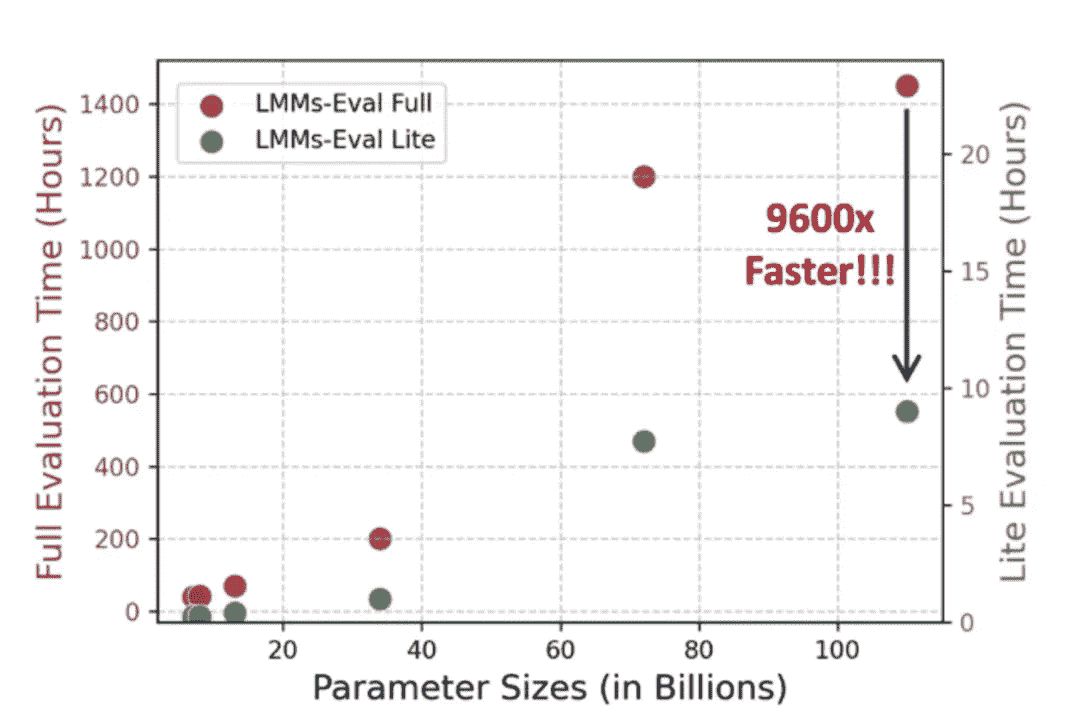 LMMs-Eval Full
LMMs-Eval Lite
Full Evaluation Time (Hours)
1400
1200
1000
800
600
400
200
0
9600x
Faster!!!
20
15
10
5
0
Lite Evaluation Time (Hours)
20
40
60
80
100
Parameter Sizes (in Billions)